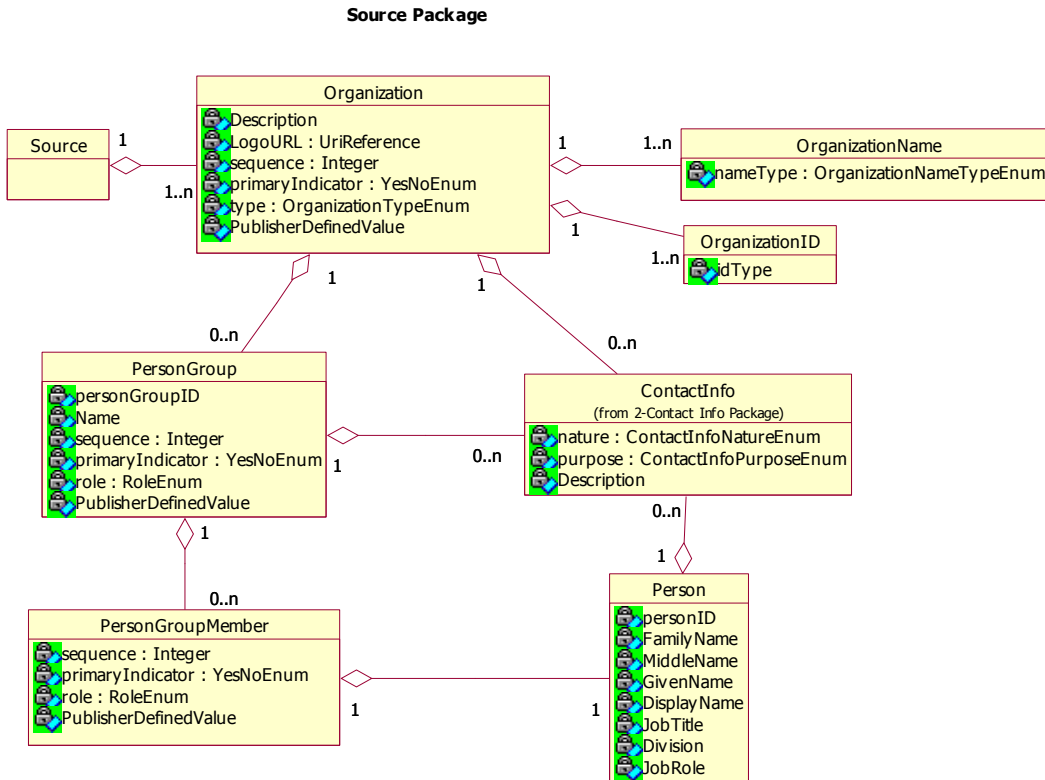 Source Package
Organization
Description
LogoURL : UriReference
sequence : Integer
primaryIndicator : YesNoEnum
type : OrganizationTypeEnum
PublisherDefinedValue
Source
1
1..n
1
1..n
OrganizationName
nameType : OrganizationNameTypeEnum
1
1..n
OrganizationID
idType
1
0..n
1
0..n
PersonGroup
personGroupID
Name
sequence : Integer
primaryIndicator : YesNoEnum
role : RoleEnum
PublisherDefinedValue
1
0..n
ContactInfo
(from 2-Contact Info Package)
nature : ContactInfoNatureEnum
purpose : ContactInfoPurposeEnum
Description
1
0..n
0..n
1
PersonGroupMember
sequence : Integer
primaryIndicator : YesNoEnum
role : RoleEnum
PublisherDefinedValue
1
1
Person
personID
FamilyName
MiddleName
GivenName
DisplayName
JobTitle
Division
JobRole